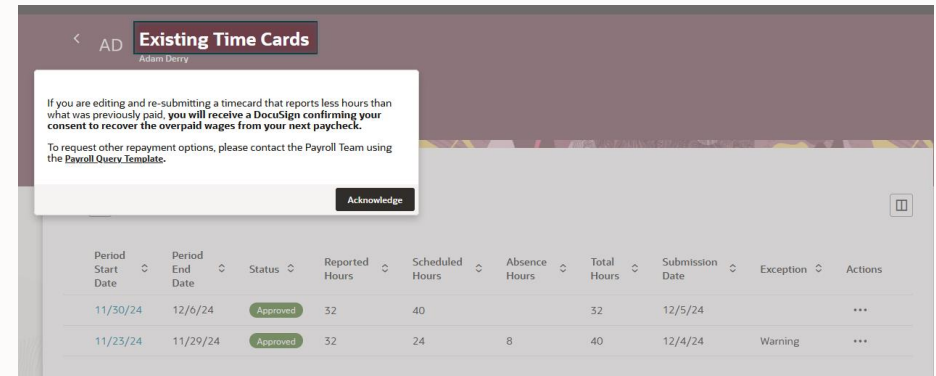 AD
Existing Time Cards
Adam Derry
If you are editing and re-submitting a timecard that reports less hours than
what was previously paid, you will receive a DocuSign confirming your
consent to recover the overpaid wages from your next paycheck.
To request other repayment options, please contact the Payroll Team using
the Payroll Query Template.
Acknowledge
Period Start Date Period End Date Status Reported Hours Scheduled Hours Absence Hours Total Hours Submission Date Exception Actions
11/30/24 12/6/24 Approved 32 40 32 12/5/24 ...
11/23/24 11/29/24 Approved 32 24 8 40 12/4/24 Warning ...